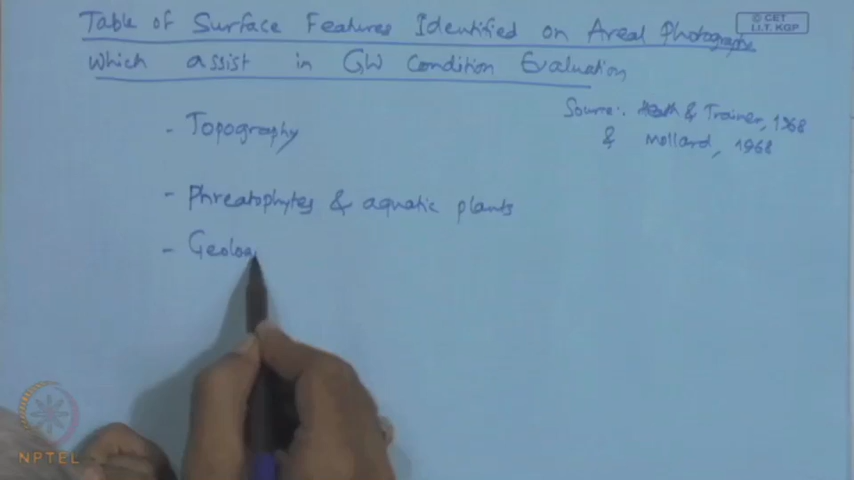 Table of Surface Features Identified on Areal Photographs
© CET
I.I.T. KGP
which assist in GW Condition Evaluation
Source: Heath & Trainer, 1968
& Mollard, 1968
- Topography
- Phreatophytes & aquatic plants
- Geolog
NPTEL